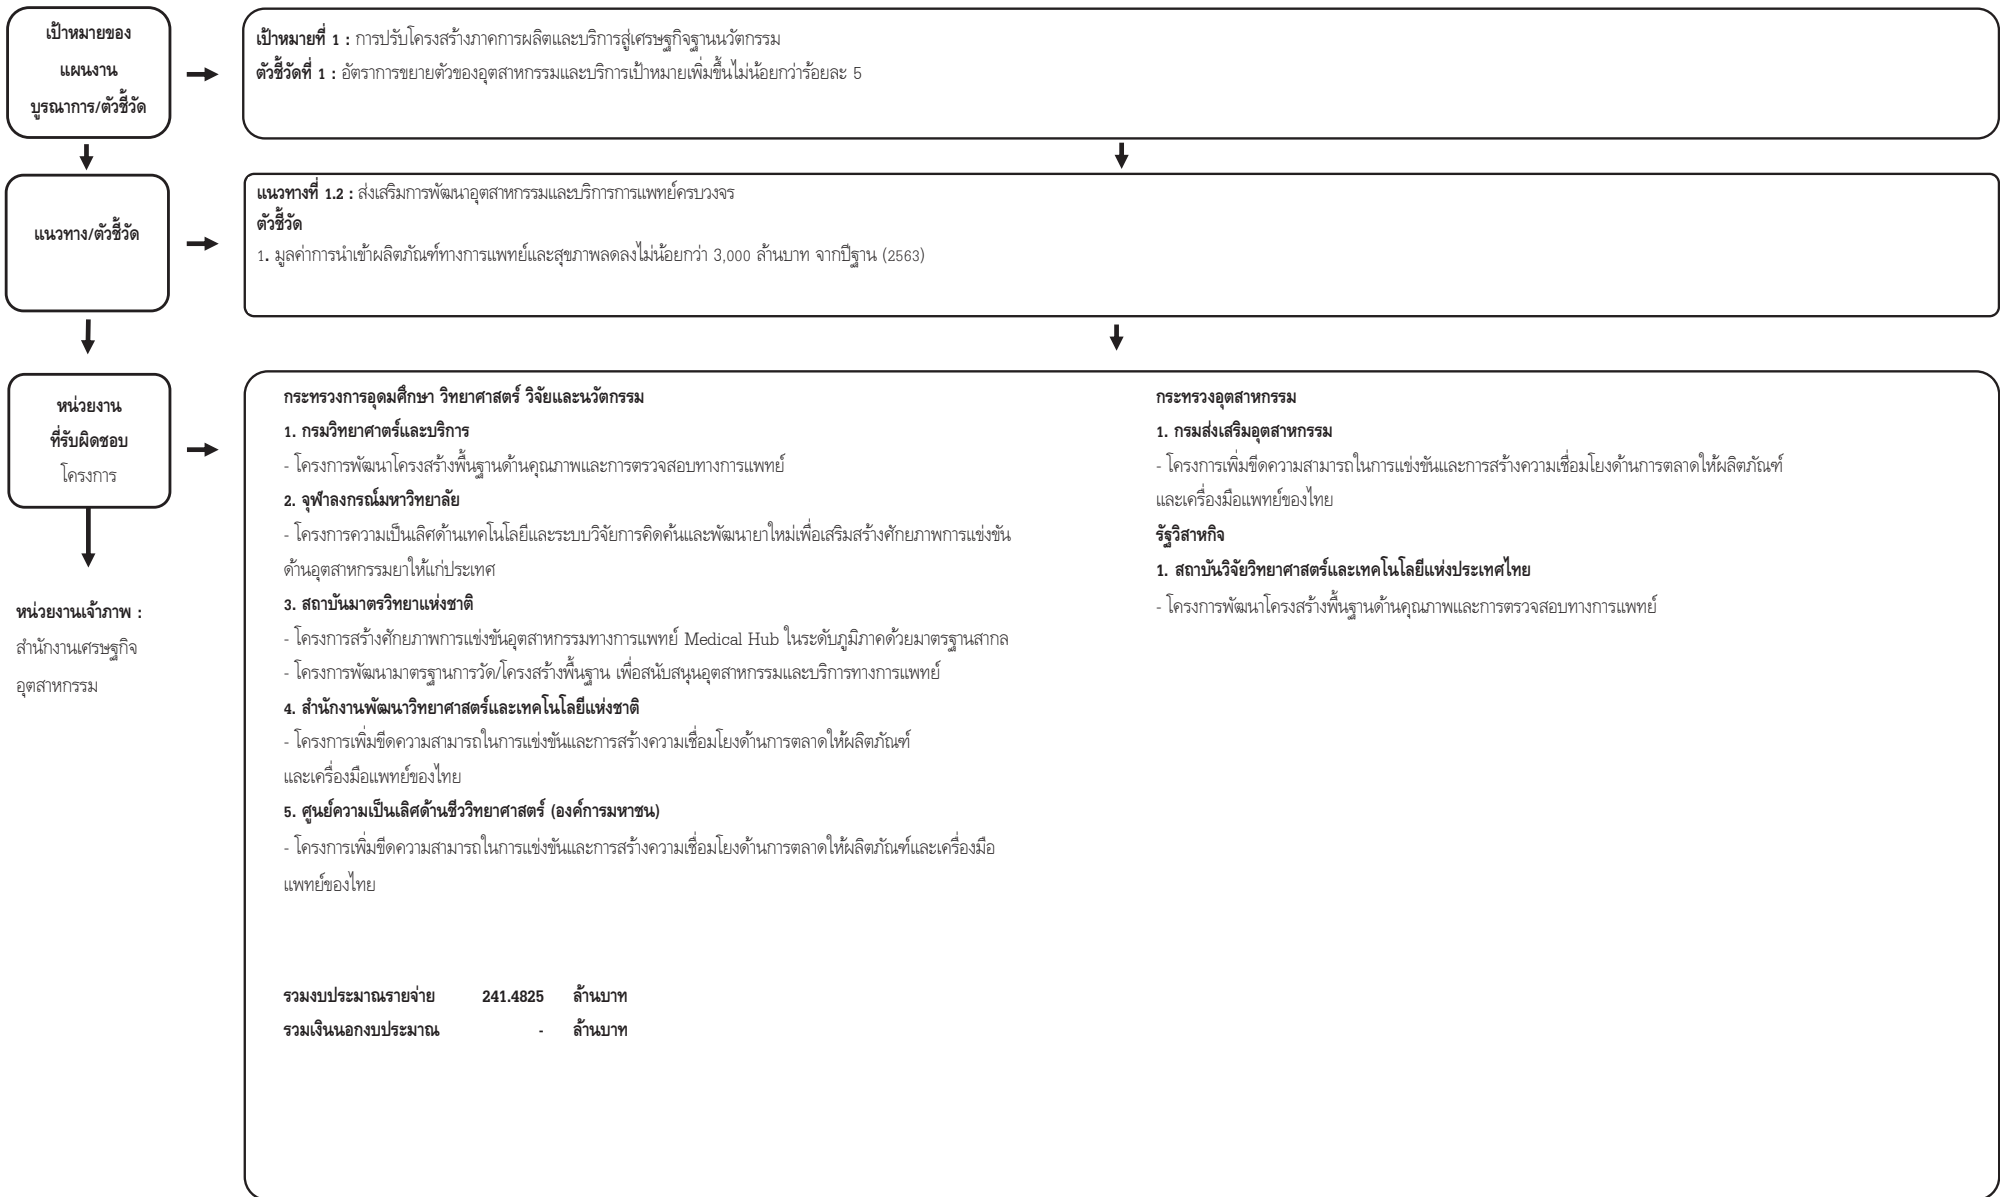 เป้าหมายของ
แผนงาน
บูรณาการ/ตัวชี้วัด
เป้าหมายที่ 1 : การปรับโครงสร้างภาคการผลิตและบริการสู่เศรษฐกิจฐานนวัตกรรม
ตัวชี้วัดที่ 1 : อัตราการขยายตัวของอุตสาหกรรมและบริการเป้าหมายเพิ่มขึ้นไม่น้อยกว่าร้อยละ 5
แนวทาง/ตัวชี้วัด
แนวทางที่ 1.2 : ส่งเสริมการพัฒนาอุตสาหกรรมและบริการการแพทย์ครบวงจร
ตัวชี้วัด
1. มูลค่าการนำเข้าผลิตภัณฑ์ทางการแพทย์และสุขภาพลดลงไม่น้อยกว่า 3,000 ล้านบาท จากปีฐาน (2563)
หน่วยงาน
ที่รับผิดชอบ
โครงการ
หน่วยงานเจ้าภาพ :
สำนักงานเศรษฐกิจ
อุตสาหกรรม
กระทรวงการอุดมศึกษา วิทยาศาสตร์ วิจัยและนวัตกรรม
1. กรมวิทยาศาตร์และบริการ
- โครงการพัฒนาโครงสร้างพื้นฐานด้านคุณภาพและการตรวจสอบทางการแพทย์
2. จุฬาลงกรณ์มหาวิทยาลัย
- โครงการความเป็นเลิศด้านเทคโนโลยีและระบบวิจัยการคิดค้นและพัฒนายาใหม่เพื่อเสริมสร้างศักยภาพการแข่งขัน
ด้านอุตสาหกรรมยาให้แก่ประเทศ
3. สถาบันมาตรวิทยาแห่งชาติ
- โครงการสร้างศักยภาพการแข่งขันอุตสาหกรรมทางการแพทย์ Medical Hub ในระดับภูมิภาคด้วยมาตรฐานสากล
- โครงการพัฒนามาตรฐานการวัด/โครงสร้างพื้นฐาน เพื่อสนับสนุนอุตสาหกรรมและบริการทางการแพทย์
4. สำนักงานพัฒนาวิทยาศาสตร์และเทคโนโลยีแห่งชาติ
- โครงการเพิ่มขีดความสามารถในการแข่งขันและการสร้างความเชื่อมโยงด้านการตลาดให้ผลิตภัณฑ์
และเครื่องมือแพทย์ของไทย
5. ศูนย์ความเป็นเลิศด้านชีววิทยาศาสตร์ (องค์การมหาชน)
- โครงการเพิ่มขีดความสามารถในการแข่งขันและการสร้างความเชื่อมโยงด้านการตลาดให้ผลิตภัณฑ์และเครื่องมือ
แพทย์ของไทย
รวมงบประมาณรายจ่าย 241.4825 ล้านบาท
รวมเงินนอกงบประมาณ - ล้านบาท
กระทรวงอุตสาหกรรม
1. กรมส่งเสริมอุตสาหกรรม
- โครงการเพิ่มขีดความสามารถในการแข่งขันและการสร้างความเชื่อมโยงด้านการตลาดให้ผลิตภัณฑ์
และเครื่องมือแพทย์ของไทย
รัฐวิสาหกิจ
1. สถาบันวิจัยวิทยาศาสตร์และเทคโนโลยีแห่งประเทศไทย
- โครงการพัฒนาโครงสร้างพื้นฐานด้านคุณภาพและการตรวจสอบทางการแพทย์